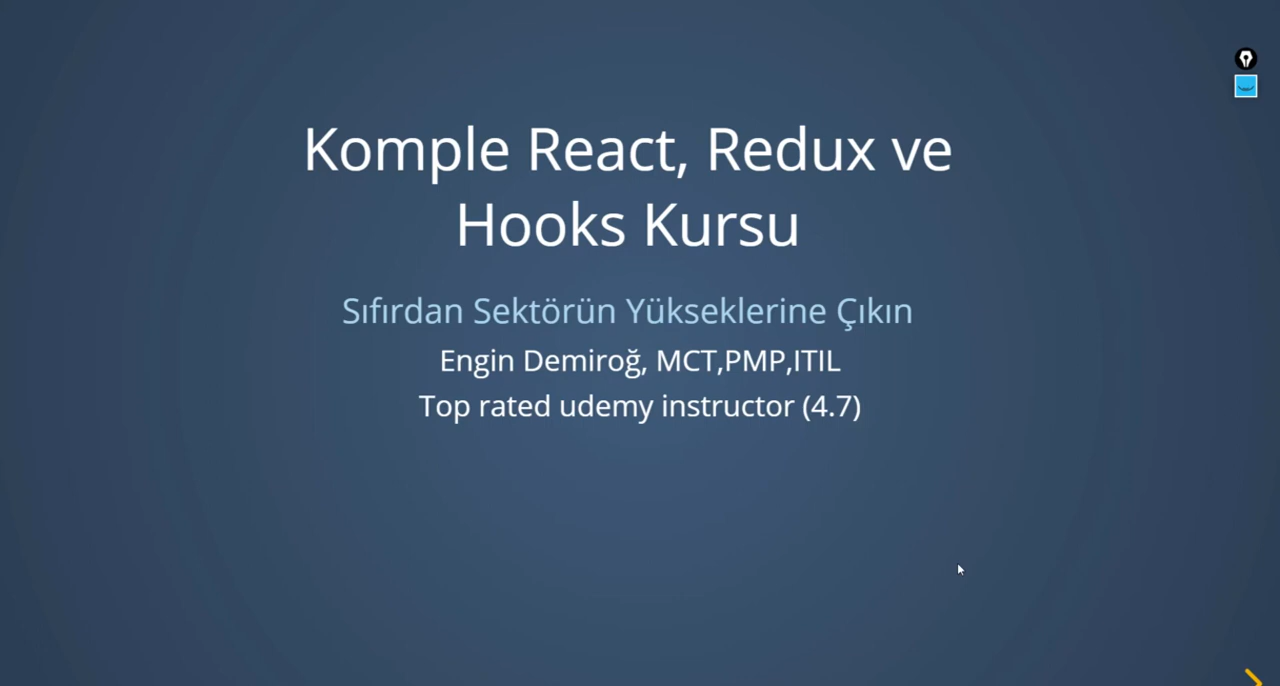 Komple React, Redux ve
Hooks Kursu
Sıfırdan Sektörün Yükseklerine Çıkın
Engin Demiroğ, MCT,PMP,ITIL
Top rated udemy instructor (4.7)